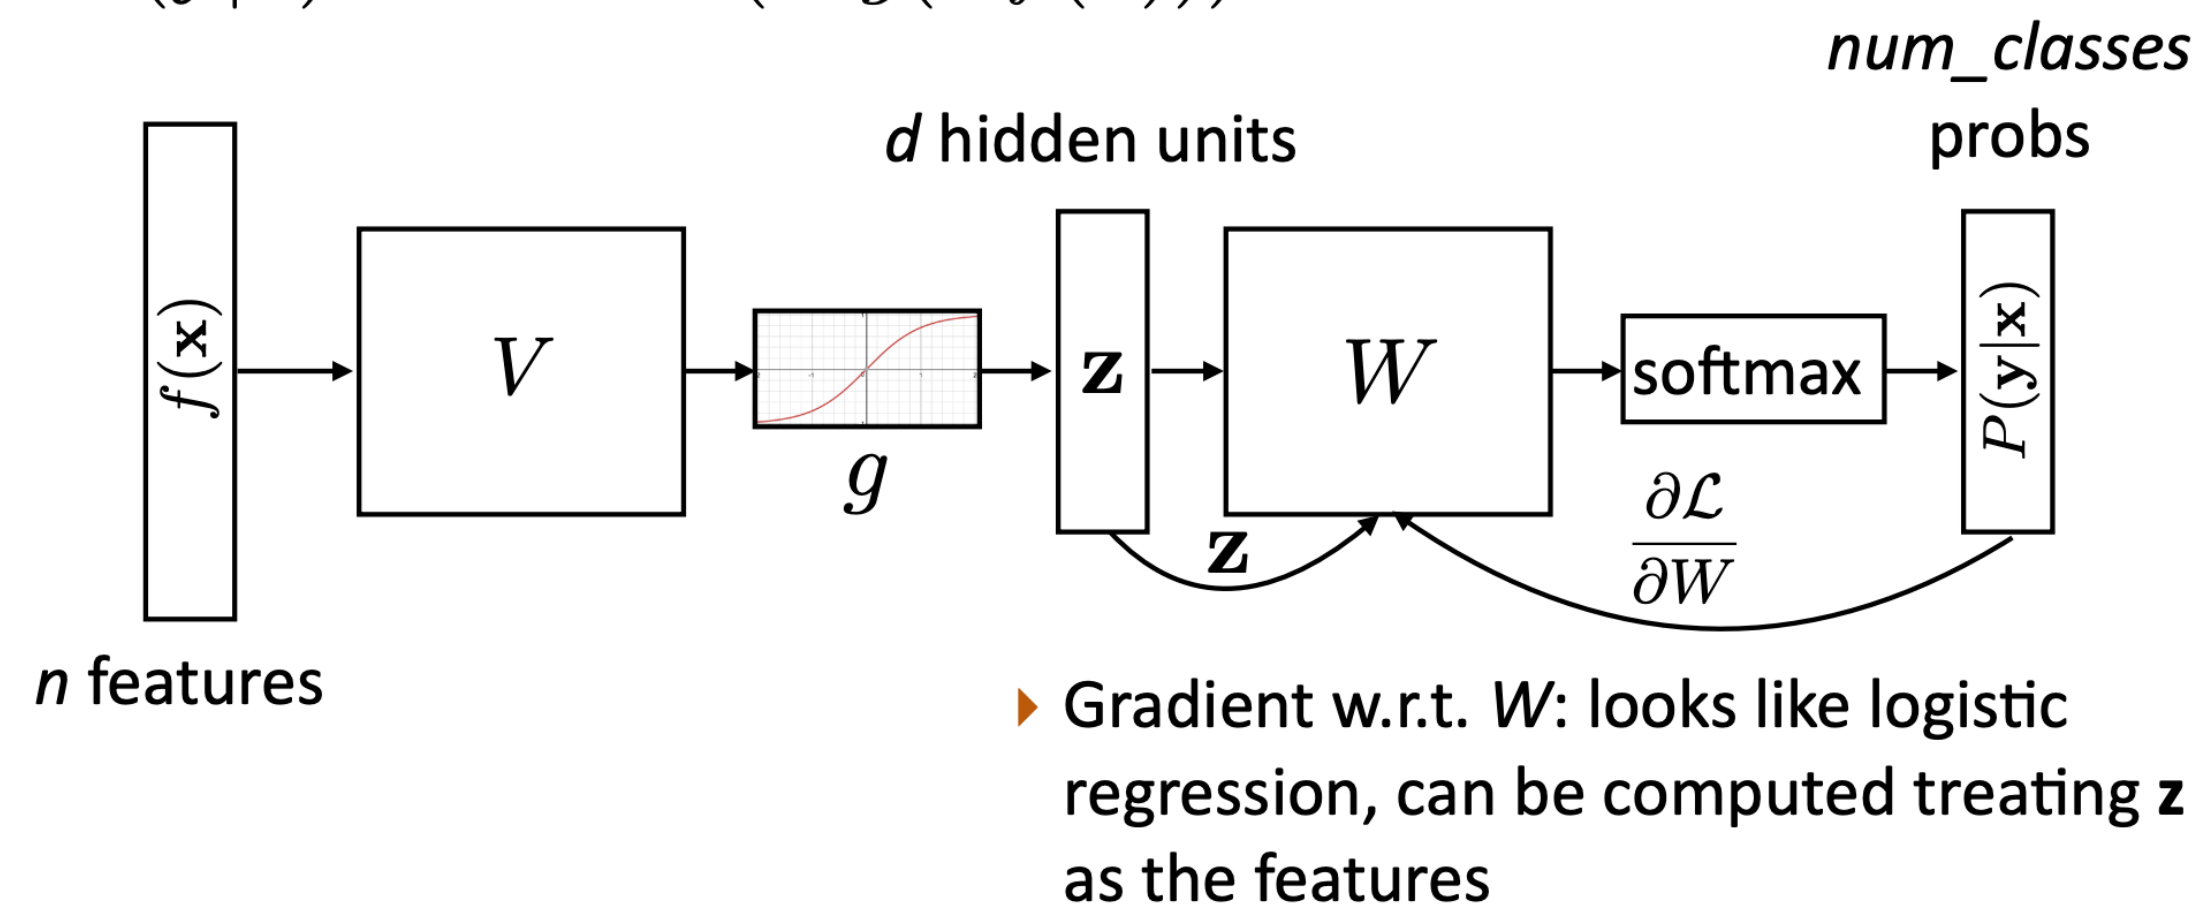 num_classes
probs
d hidden units
f(x)
V
g
z
W
softmax
P(y|x)
z
∂ℒ
∂W
n features
Gradient w.r.t. W: looks like logistic
regression, can be computed treating z
as the features